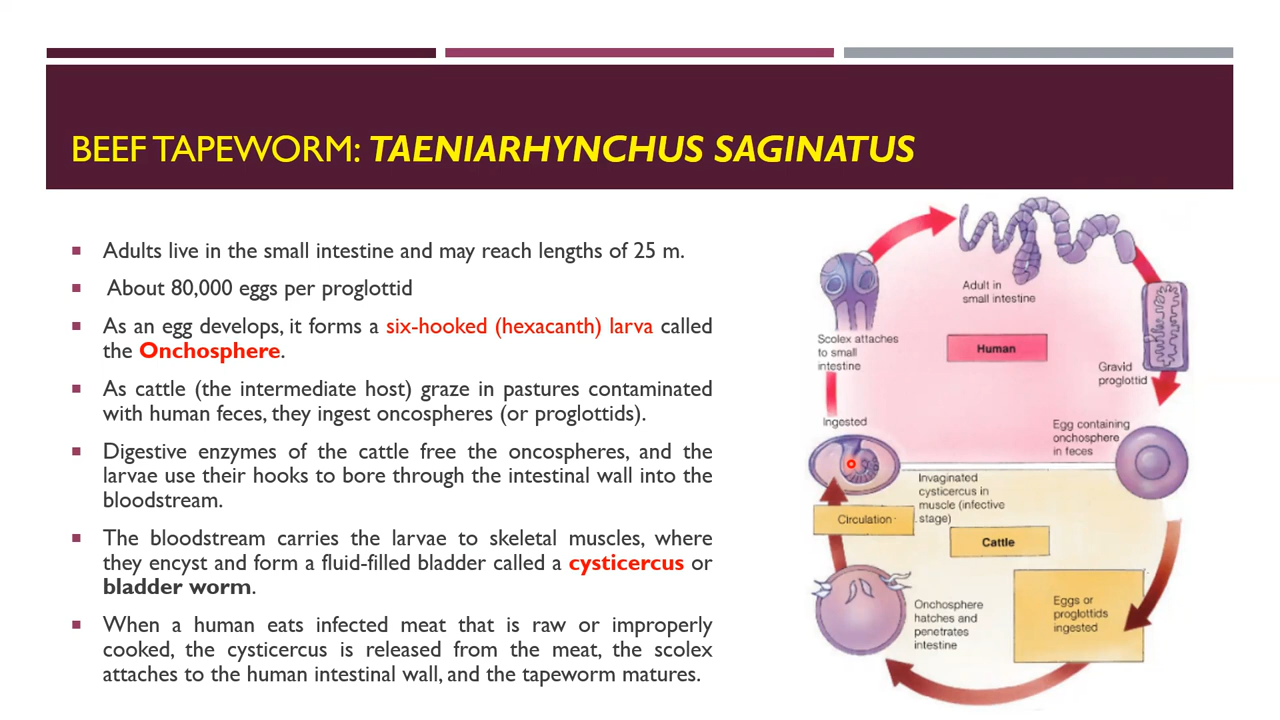 BEEF TAPEWORM: TAENIARHYNCHUS SAGINATUS
Adults live in the small intestine and may reach lengths of 25 m.
About 80,000 eggs per proglottid
As an egg develops, it forms a six-hooked (hexacanth) larva called
the Onchosphere.
As cattle (the intermediate host) graze in pastures contaminated
with human feces, they ingest oncospheres (or proglottids).
Digestive enzymes of the cattle free the oncospheres, and the
larvae use their hooks to bore through the intestinal wall into the
bloodstream.
The bloodstream carries the larvae to skeletal muscles, where
they encyst and form a fluid-filled bladder called a cysticercus or
bladder worm.
When a human eats infected meat that is raw or improperly
cooked, the cysticercus is released from the meat, the scolex
attaches to the human intestinal wall, and the tapeworm matures.
Adult in
small intestine
Scolex attaches
to small
intestine
Human
Gravid
proglottid
Ingested
Egg containing
onchosphere
in feces
Invaginated
cysticercus in
muscle (infective
stage)
Circulation
Cattle
Onchosphere
hatches and
penetrates
intestine
Eggs or
proglottids
ingested